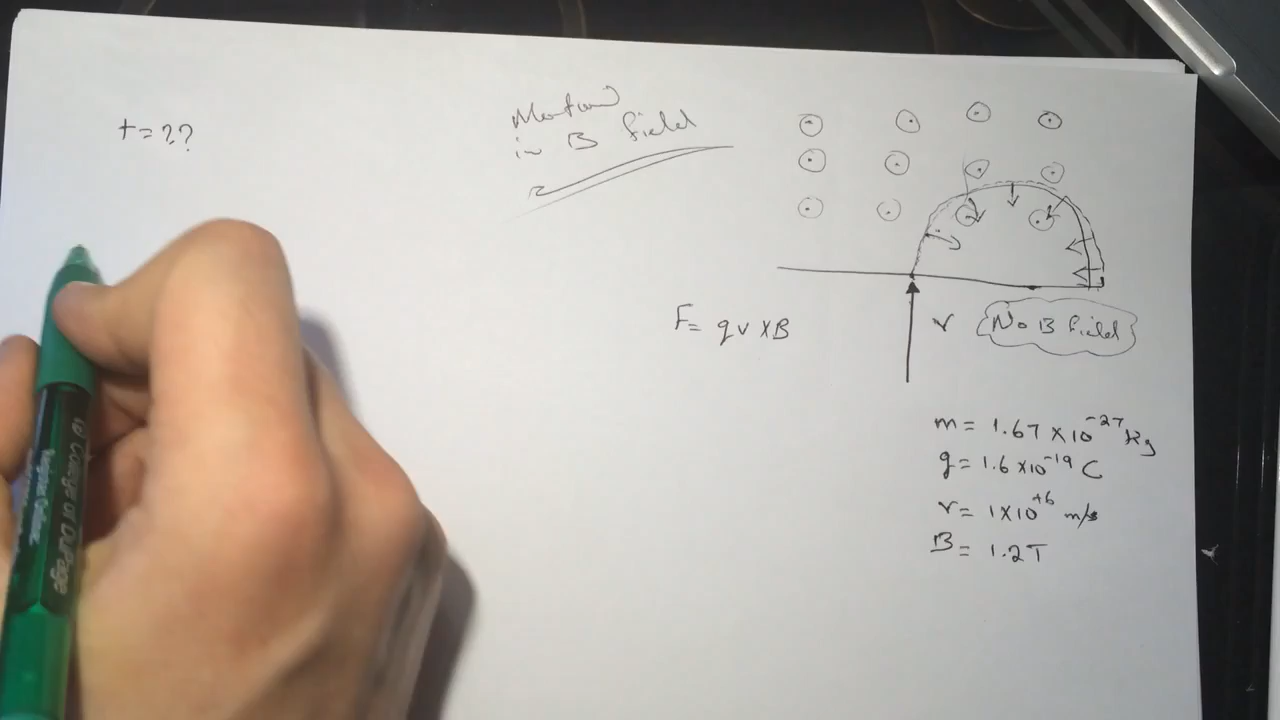 t = ??
Motion
in B field
F = qv × B
v
No B field
m = 1.67 × 10⁻²⁷ kg
q = 1.6 × 10⁻¹⁹ C
v = 1 × 10⁺⁶ m/s
B = 1.2 T
College of DuPage